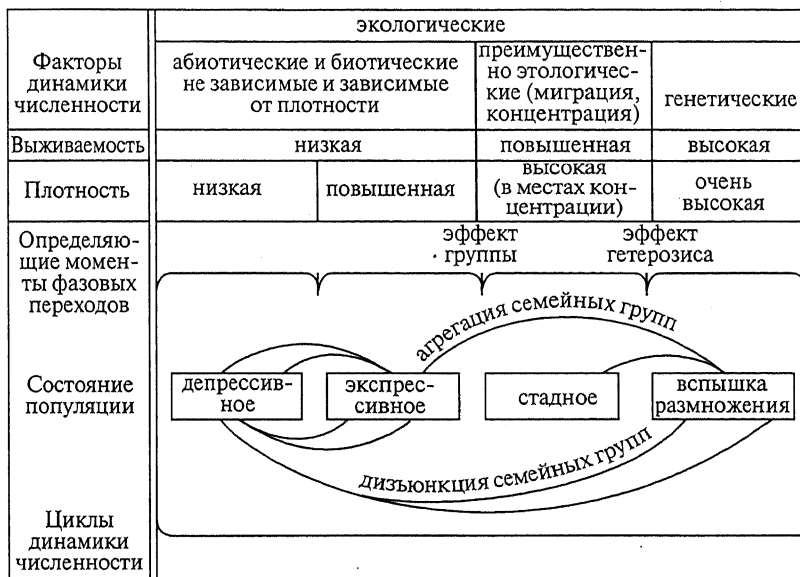 экологические
Факторы
динамики
численности
абиотические и биотические
не зависимые и зависимые
от плотности
преимуществен-
но этологичес-
кие (миграция,
концентрация)
генетические
Выживаемость
низкая
повышенная
высокая
Плотность
низкая
повышенная
высокая
(в местах кон-
центрации)
очень
высокая
Определяю-
щие момен-
ты фазовых
переходов
эффект
группы
эффект
гетерозиса
агрегация семейных групп
Состояние
популяции
депрессив-
ное
экспрес-
сивное
стадное
вспышка
размножения
дизъюнкция семейных групп
Циклы
динамики
численности